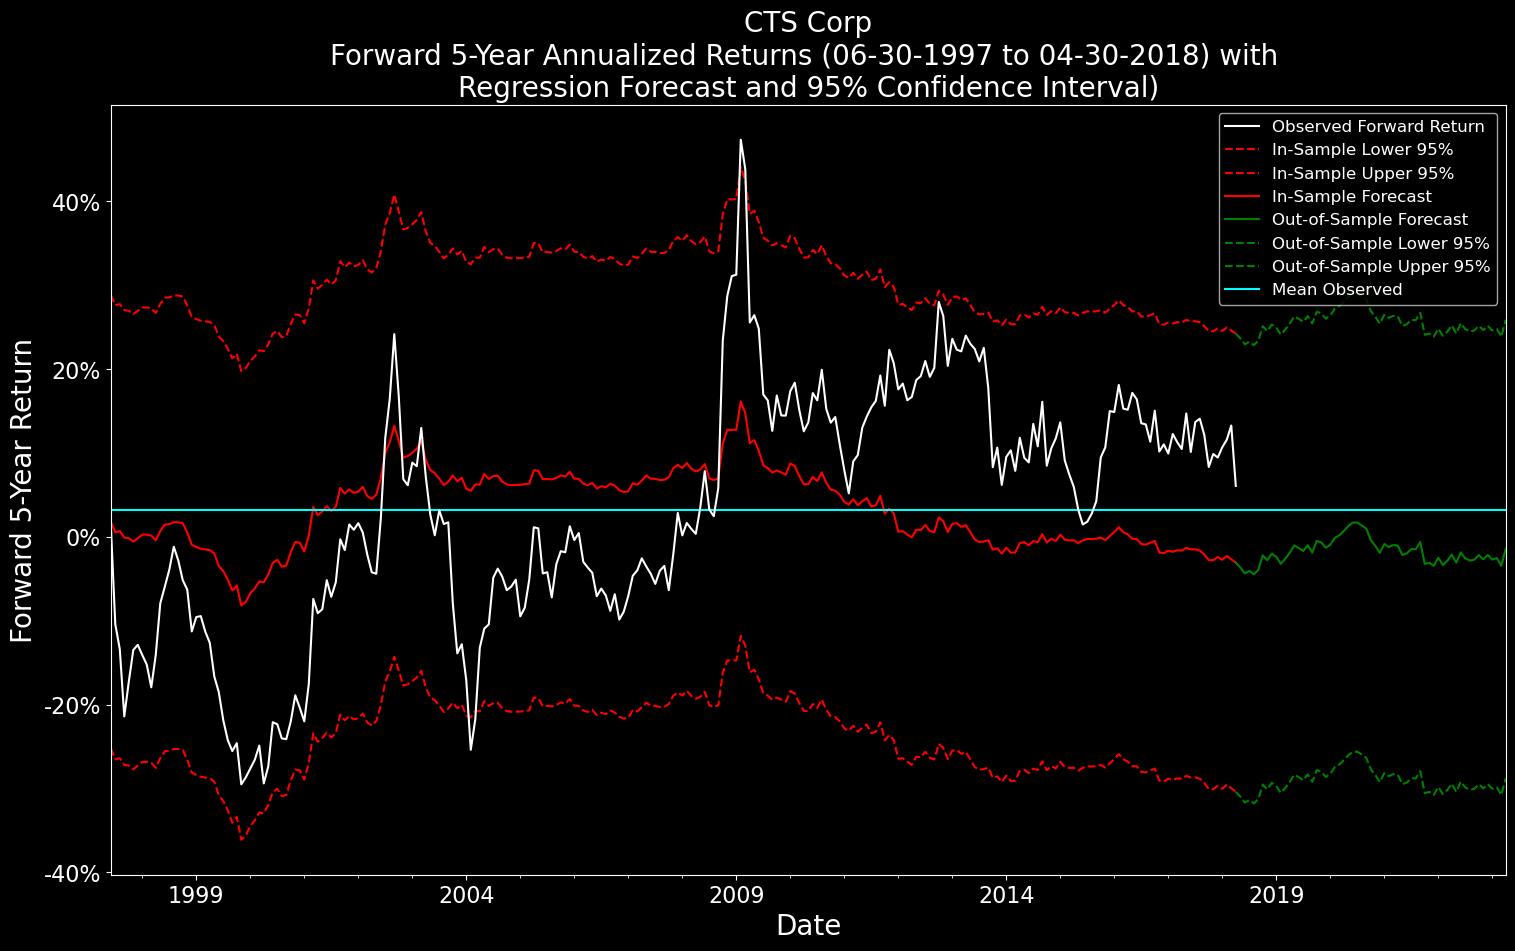 CTS Corp
Forward 5-Year Annualized Returns (06-30-1997 to 04-30-2018) with
Regression Forecast and 95% Confidence Interval)
Observed Forward Return
In-Sample Lower 95%
In-Sample Upper 95%
In-Sample Forecast
Out-of-Sample Forecast
Out-of-Sample Lower 95%
Out-of-Sample Upper 95%
Mean Observed
Forward 5-Year Return
40%
20%
0%
-20%
-40%
1999
2004
2009
2014
2019
Date